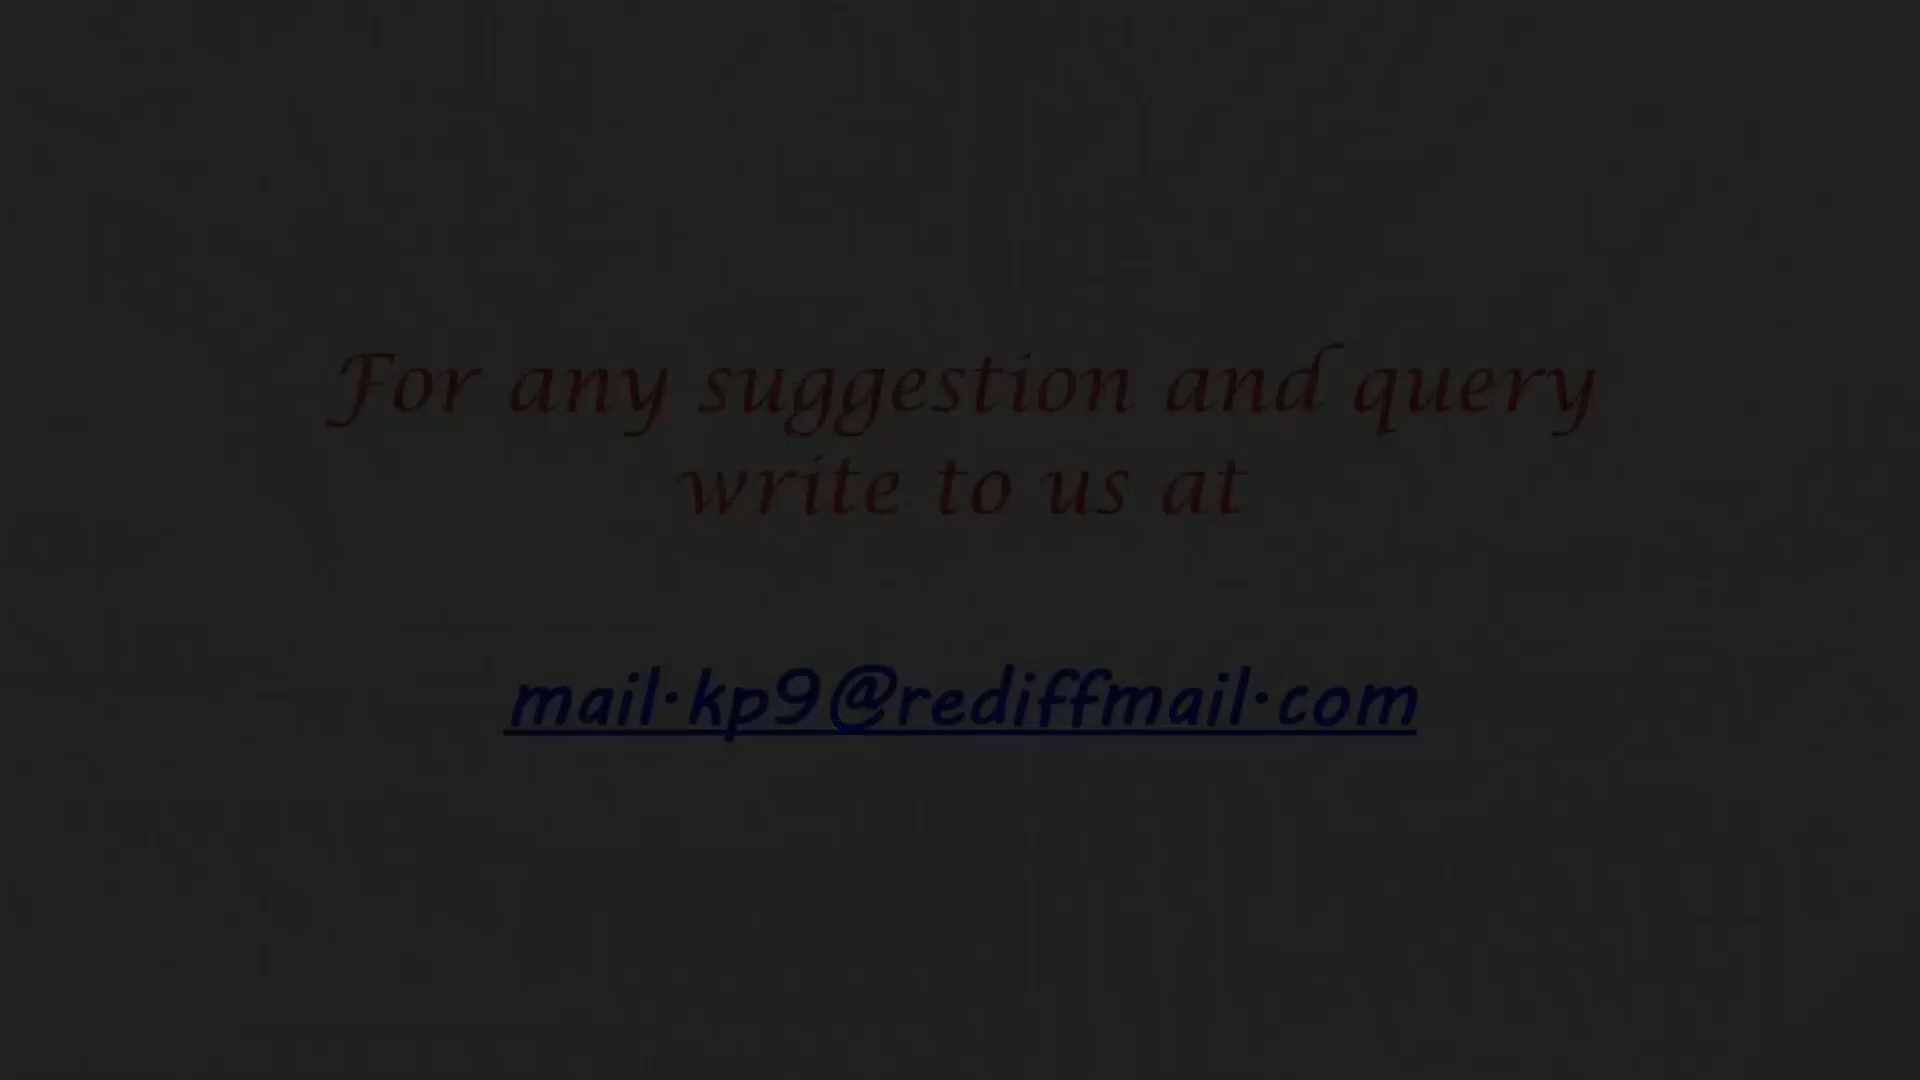 For any suggestion and query
write to us at
mail.kp9@rediffmail.com